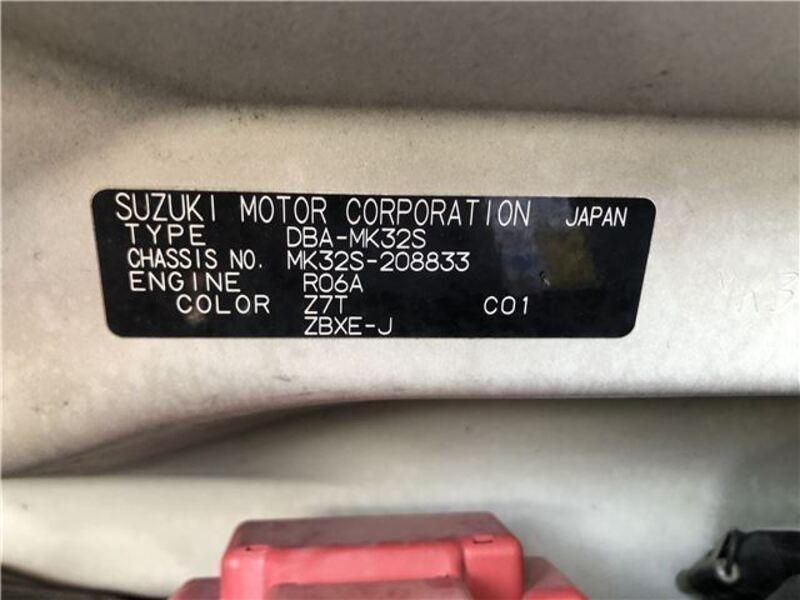 SUZUKI MOTOR CORPORATION JAPAN
TYPE DBA-MK32S
CHASSIS NO. MK32S-208833
ENGINE R06A
COLOR Z7T C01
ZBXE-J